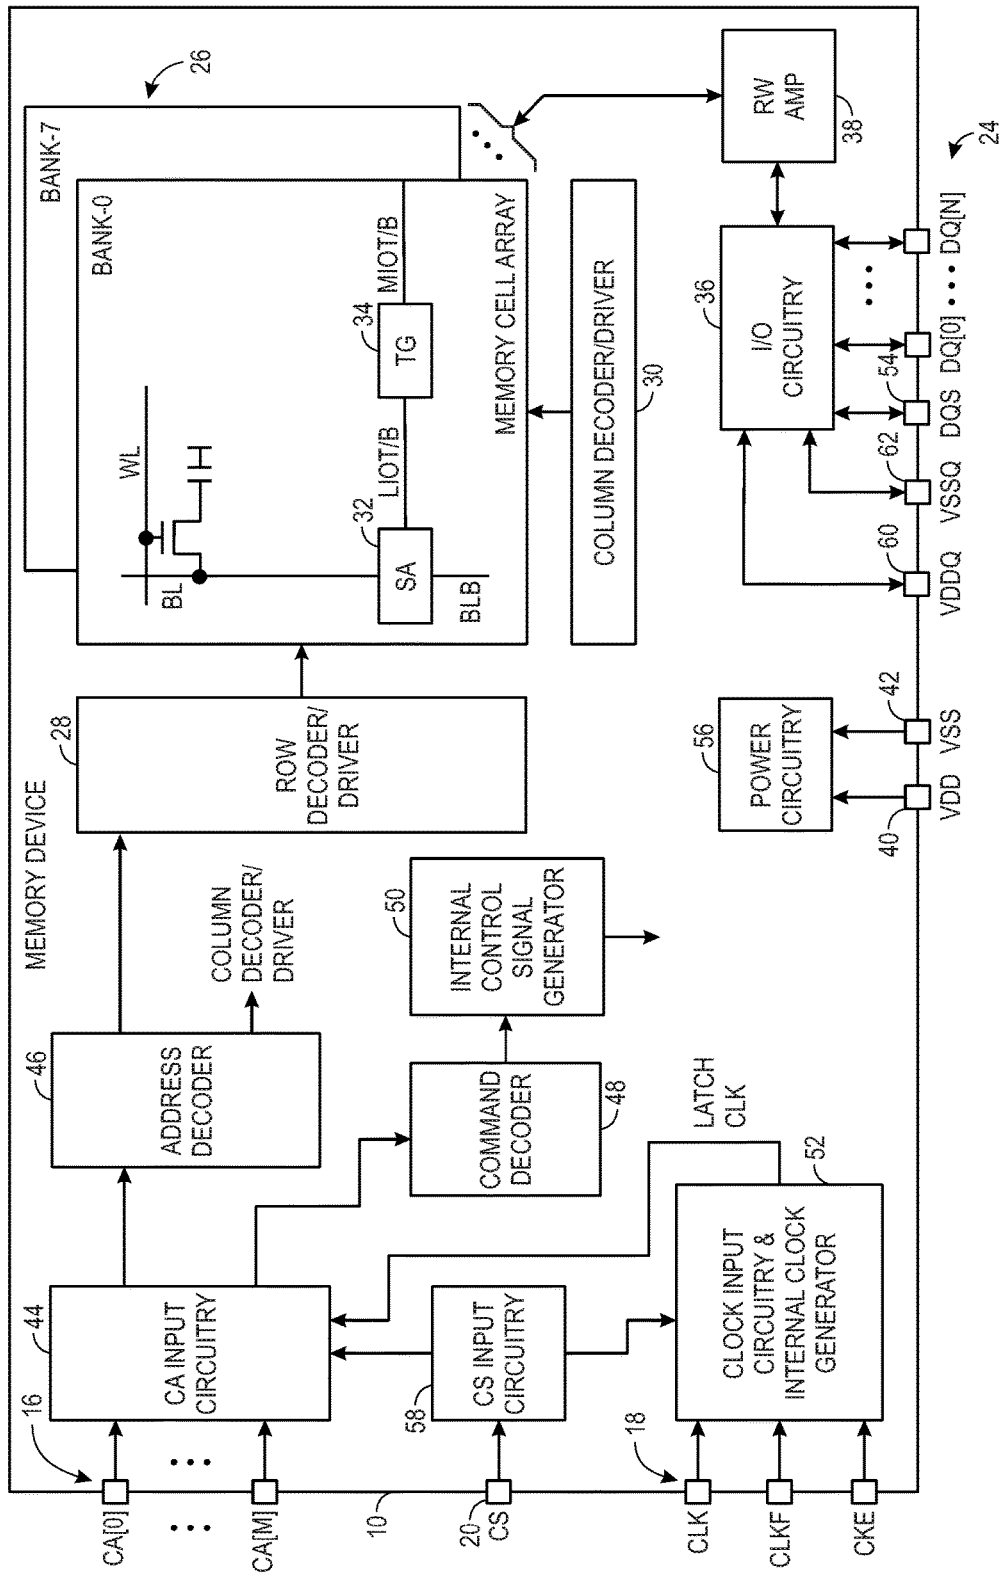 MEMORY DEVICE
10
16
CA[0]
CA[M]
44
CA INPUT
CIRCUITRY
46
ADDRESS
DECODER
COLUMN
DECODER/
DRIVER
28
ROW
DECODER/
DRIVER
26
BANK-7
BANK-0
WL
BL
32
SA
BLB
LIOT/B
34
TG
MIOT/B
MEMORY CELL ARRAY
20
CS
58
CS INPUT
CIRCUITRY
COMMAND
DECODER
48
50
INTERNAL
CONTROL
SIGNAL
GENERATOR
COLUMN DECODER/DRIVER
30
LATCH
CLK
18
CLK
CLKF
CKE
CLOCK INPUT
CIRCUITRY &
INTERNAL CLOCK
GENERATOR
52
56
POWER
CIRCUITRY
36
I/O
CIRCUITRY
RW
AMP
38
40
VDD
42
VSS
60
VDDQ
62
VSSQ
54
DQS
DQ[0]
DQ[N]
24